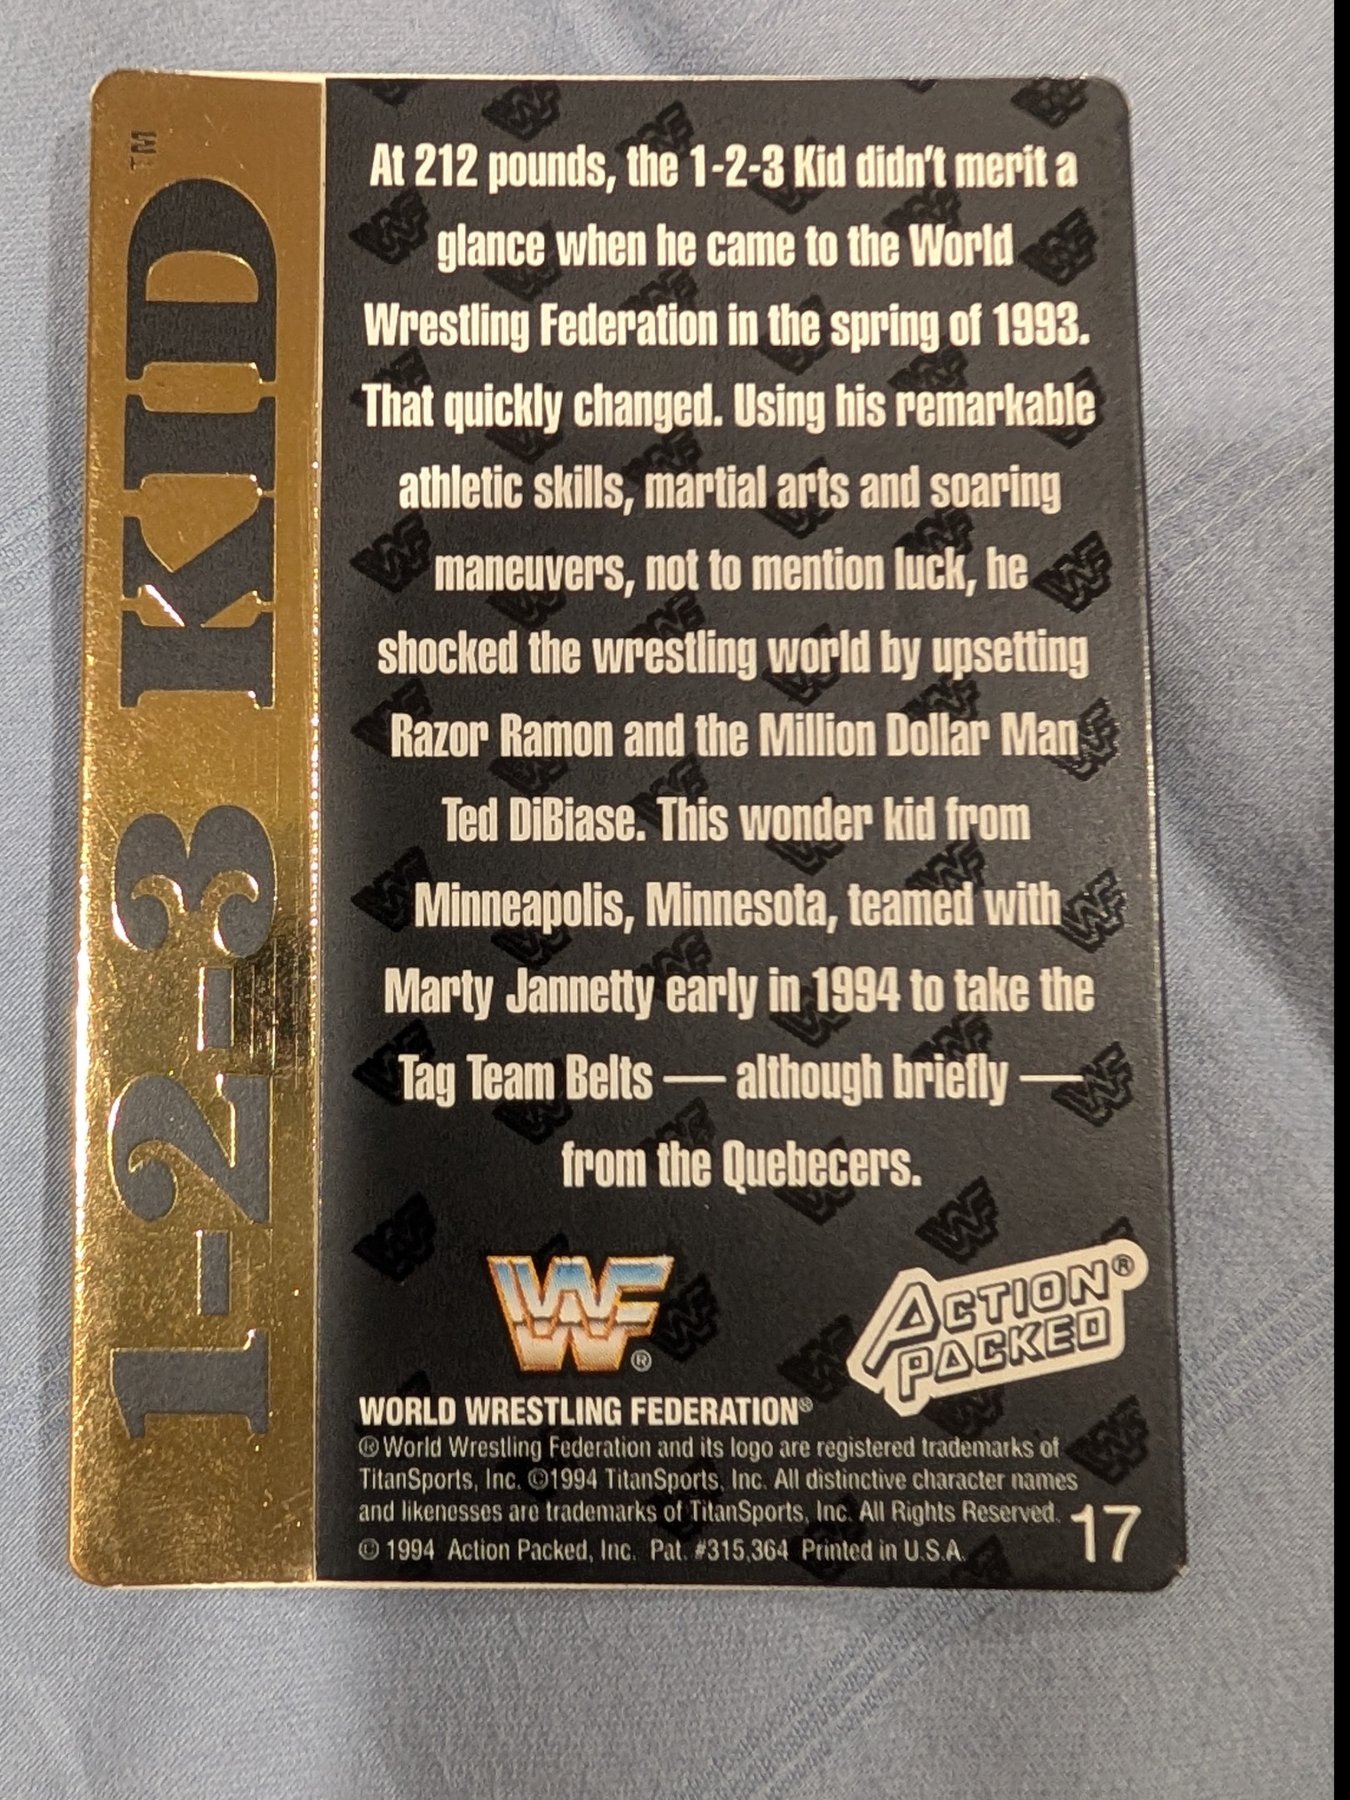 1-2-3 KID™
At 212 pounds, the 1-2-3 Kid didn't merit a
glance when he came to the World
Wrestling Federation in the spring of 1993.
That quickly changed. Using his remarkable
athletic skills, martial arts and soaring
maneuvers, not to mention luck, he
shocked the wrestling world by upsetting
Razor Ramon and the Million Dollar Man
Ted DiBiase. This wonder kid from
Minneapolis, Minnesota, teamed with
Marty Jannetty early in 1994 to take the
Tag Team Belts — although briefly —
from the Quebecers.
WWF®
ACTION PACKED®
WORLD WRESTLING FEDERATION®
® World Wrestling Federation and its logo are registered trademarks of
TitanSports, Inc. ©1994 TitanSports, Inc. All distinctive character names
and likenesses are trademarks of TitanSports, Inc. All Rights Reserved.
© 1994 Action Packed, Inc. Pat. #315,364 Printed in U.S.A.
17